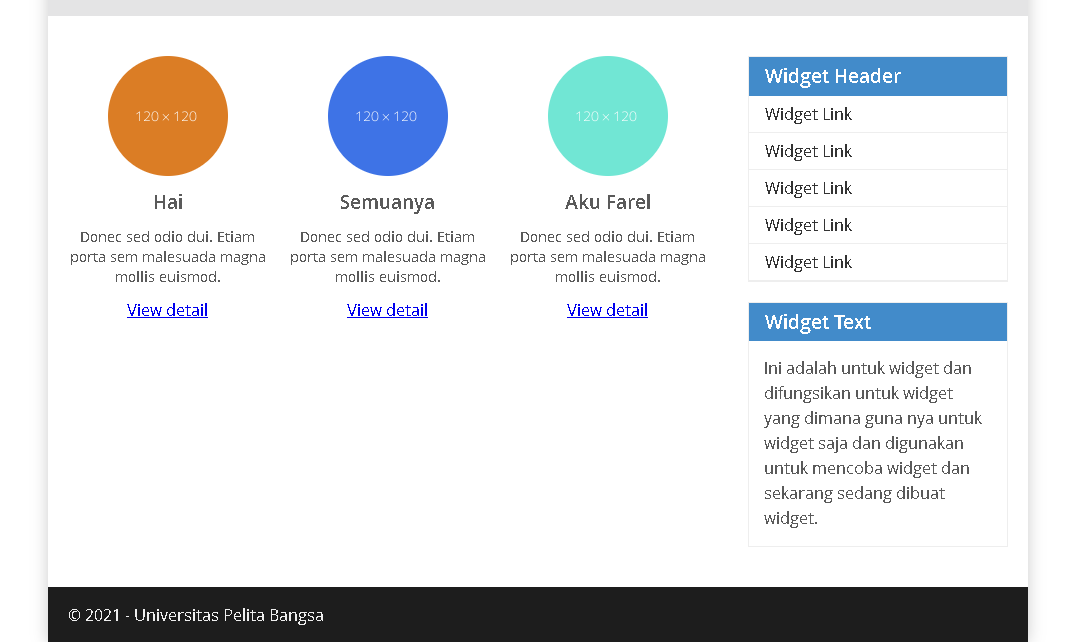 120 × 120
Hai
Donec sed odio dui. Etiam
porta sem malesuada magna
mollis euismod.
View detail
120 × 120
Semuanya
Donec sed odio dui. Etiam
porta sem malesuada magna
mollis euismod.
View detail
120 × 120
Aku Farel
Donec sed odio dui. Etiam
porta sem malesuada magna
mollis euismod.
View detail
Widget Header
Widget Link
Widget Link
Widget Link
Widget Link
Widget Link
Widget Text
Ini adalah untuk widget dan
difungsikan untuk widget
yang dimana guna nya untuk
widget saja dan digunakan
untuk mencoba widget dan
sekarang sedang dibuat
widget.
© 2021 - Universitas Pelita Bangsa